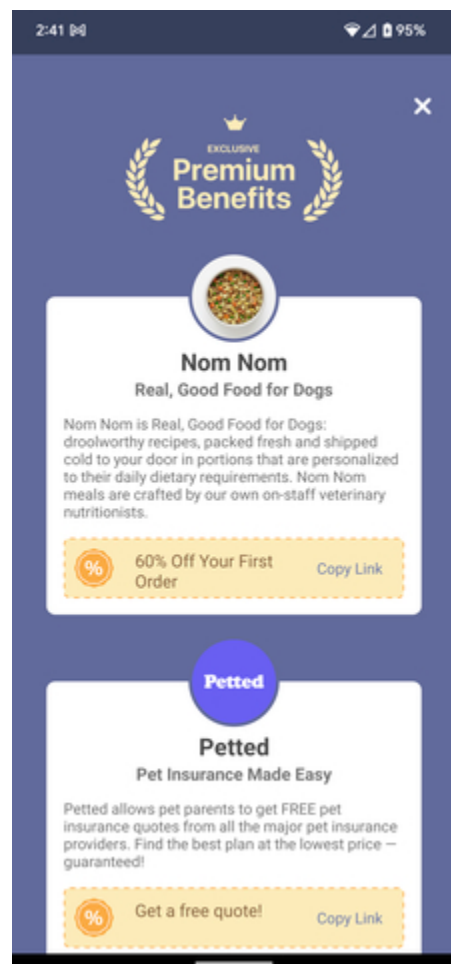 2:41
95%
EXCLUSIVE
Premium
Benefits
Nom Nom
Real, Good Food for Dogs
Nom Nom is Real, Good Food for Dogs:
droolworthy recipes, packed fresh and shipped
cold to your door in portions that are personalized
to their daily dietary requirements. Nom Nom
meals are crafted by our own on-staff veterinary
nutritionists.
%
60% Off Your First
Order
Copy Link
Petted
Petted
Pet Insurance Made Easy
Petted allows pet parents to get FREE pet
insurance quotes from all the major pet insurance
providers. Find the best plan at the lowest price —
guaranteed!
%
Get a free quote!
Copy Link